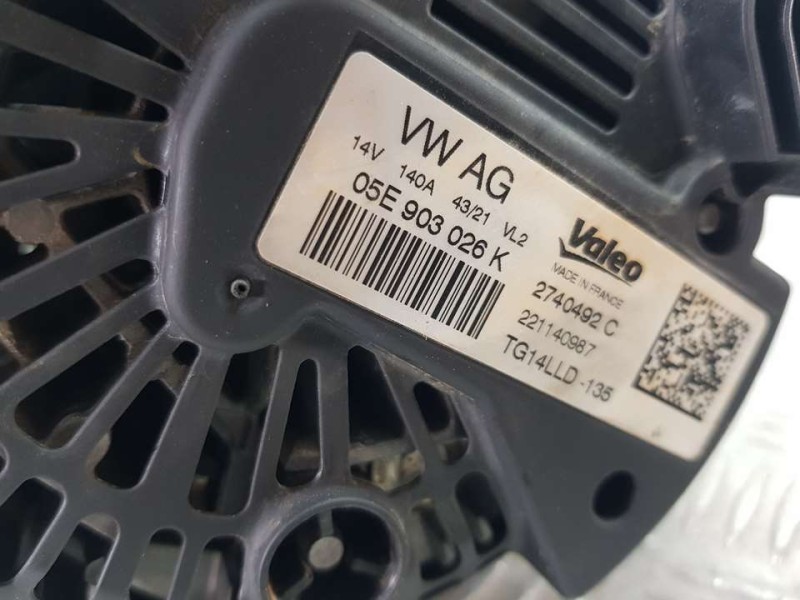 VW AG
14V 140A 43/21 VL2
05E 903 026 K
Valeo
MADE IN FRANCE
2740492 C
221140987
TG14LLD -135